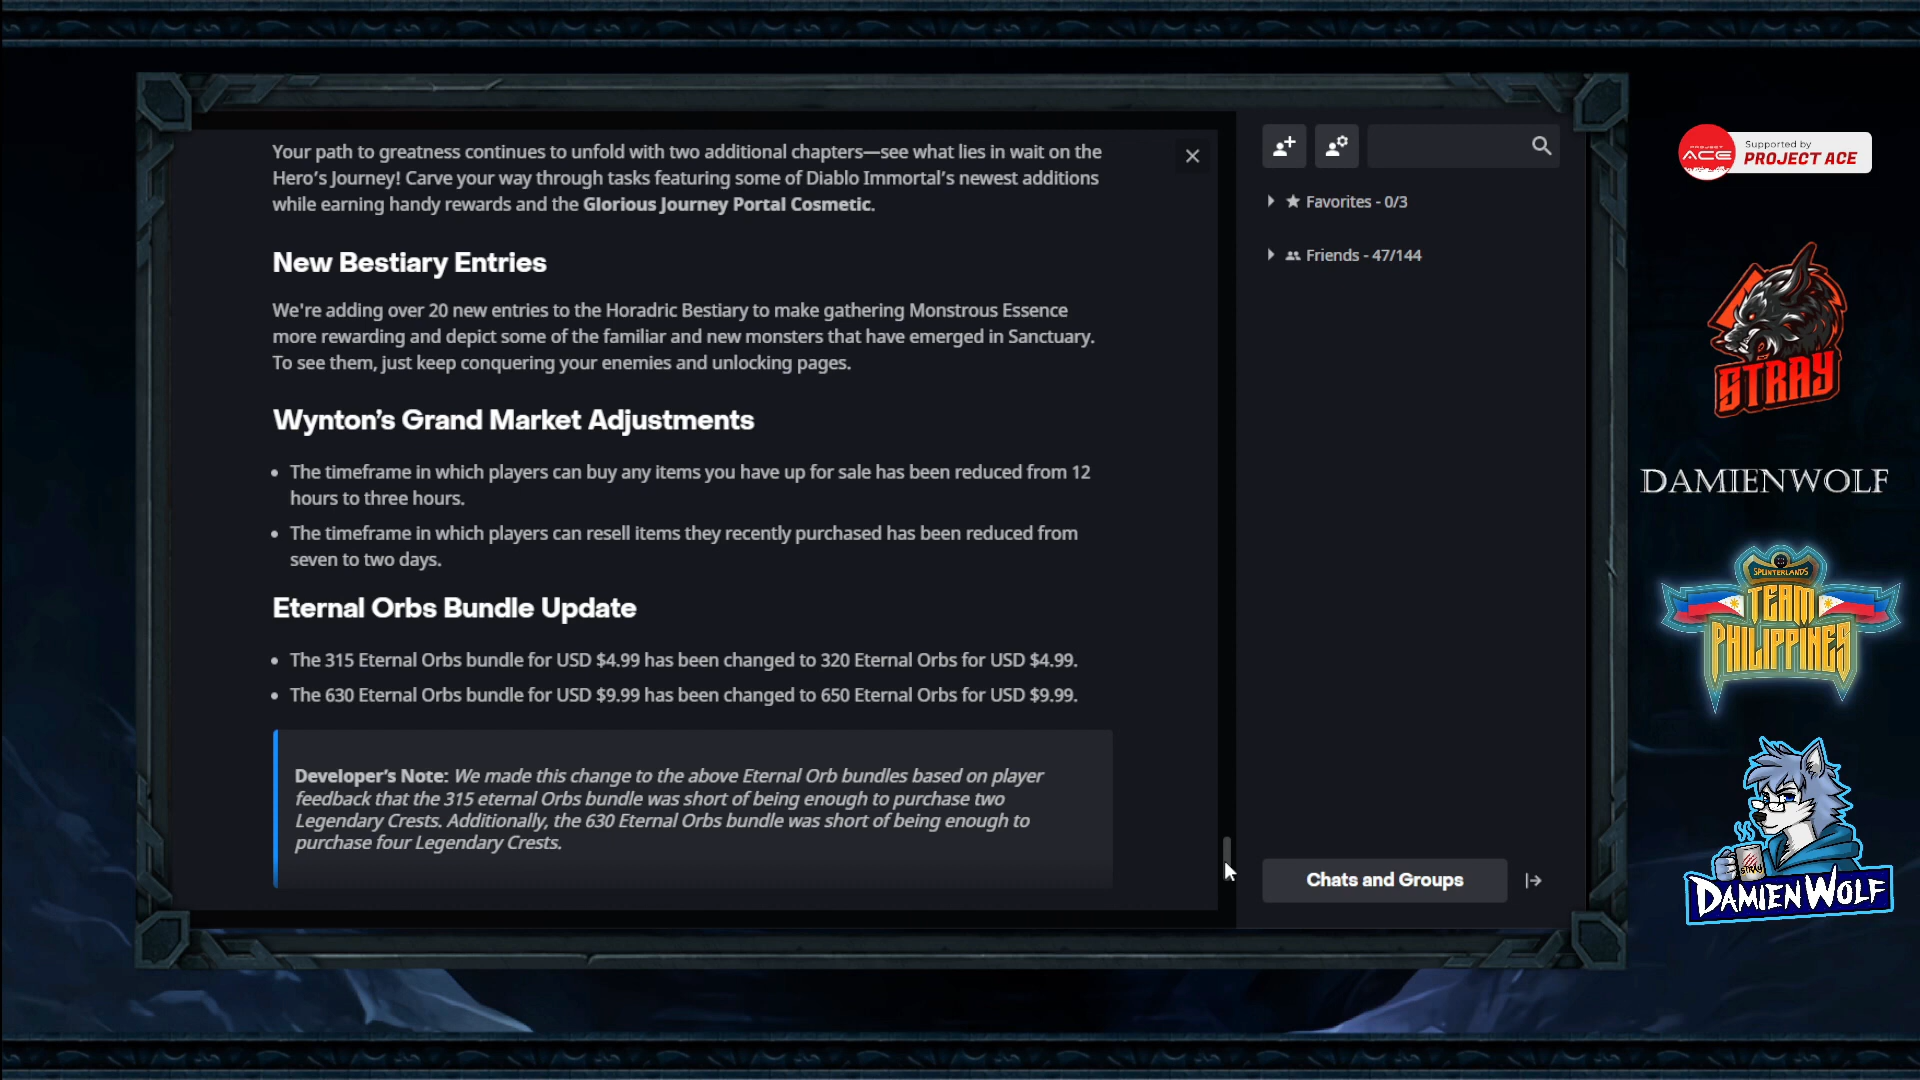 Your path to greatness continues to unfold with two additional chapters—see what lies in wait on the
Hero's Journey! Carve your way through tasks featuring some of Diablo Immortal's newest additions
while earning handy rewards and the Glorious Journey Portal Cosmetic.
New Bestiary Entries
We're adding over 20 new entries to the Horadric Bestiary to make gathering Monstrous Essence
more rewarding and depict some of the familiar and new monsters that have emerged in Sanctuary.
To see them, just keep conquering your enemies and unlocking pages.
Wynton's Grand Market Adjustments
• The timeframe in which players can buy any items you have up for sale has been reduced from 12
hours to three hours.
• The timeframe in which players can resell items they recently purchased has been reduced from
seven to two days.
Eternal Orbs Bundle Update
• The 315 Eternal Orbs bundle for USD $4.99 has been changed to 320 Eternal Orbs for USD $4.99.
• The 630 Eternal Orbs bundle for USD $9.99 has been changed to 650 Eternal Orbs for USD $9.99.
Developer's Note: We made this change to the above Eternal Orb bundles based on player
feedback that the 315 eternal Orbs bundle was short of being enough to purchase two
Legendary Crests. Additionally, the 630 Eternal Orbs bundle was short of being enough to
purchase four Legendary Crests.
Favorites - 0/3
Friends - 47/144
Chats and Groups
PROJECT
ACE
Supported by
PROJECT ACE
STRAY
DAMIENWOLF
SPLINTERLANDS
TEAM
PHILIPPINES
STRAY
DAMIENWOLF